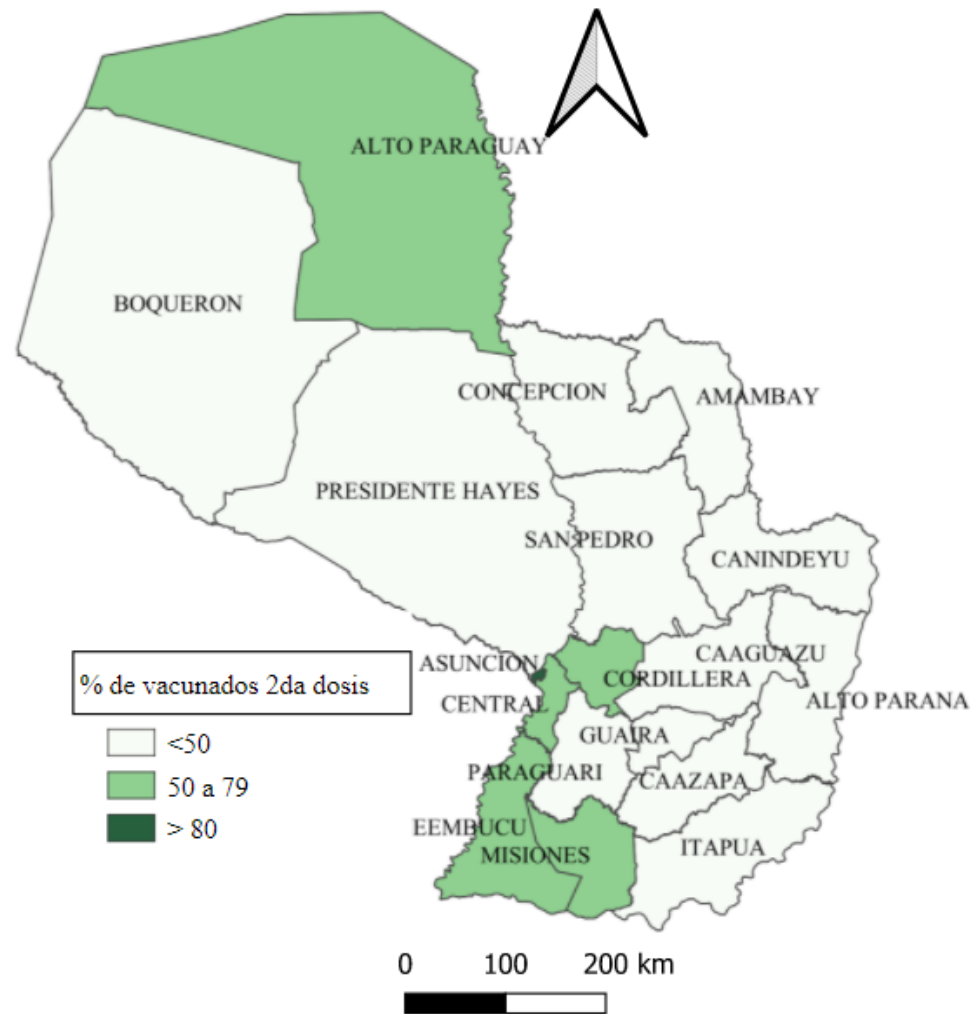 ALTO PARAGUAY
BOQUERON
CONCEPCION
AMAMBAY
PRESIDENTE HAYES
SAN PEDRO
CANINDEYU
CAAGUAZU
ASUNCION
CORDILLERA
CENTRAL
ALTO PARANA
GUAIRA
PARAGUARI
CAAZAPA
EEMBUCU
MISIONES
ITAPUA
% de vacunados 2da dosis
<50
50 a 79
> 80
0 100 200 km